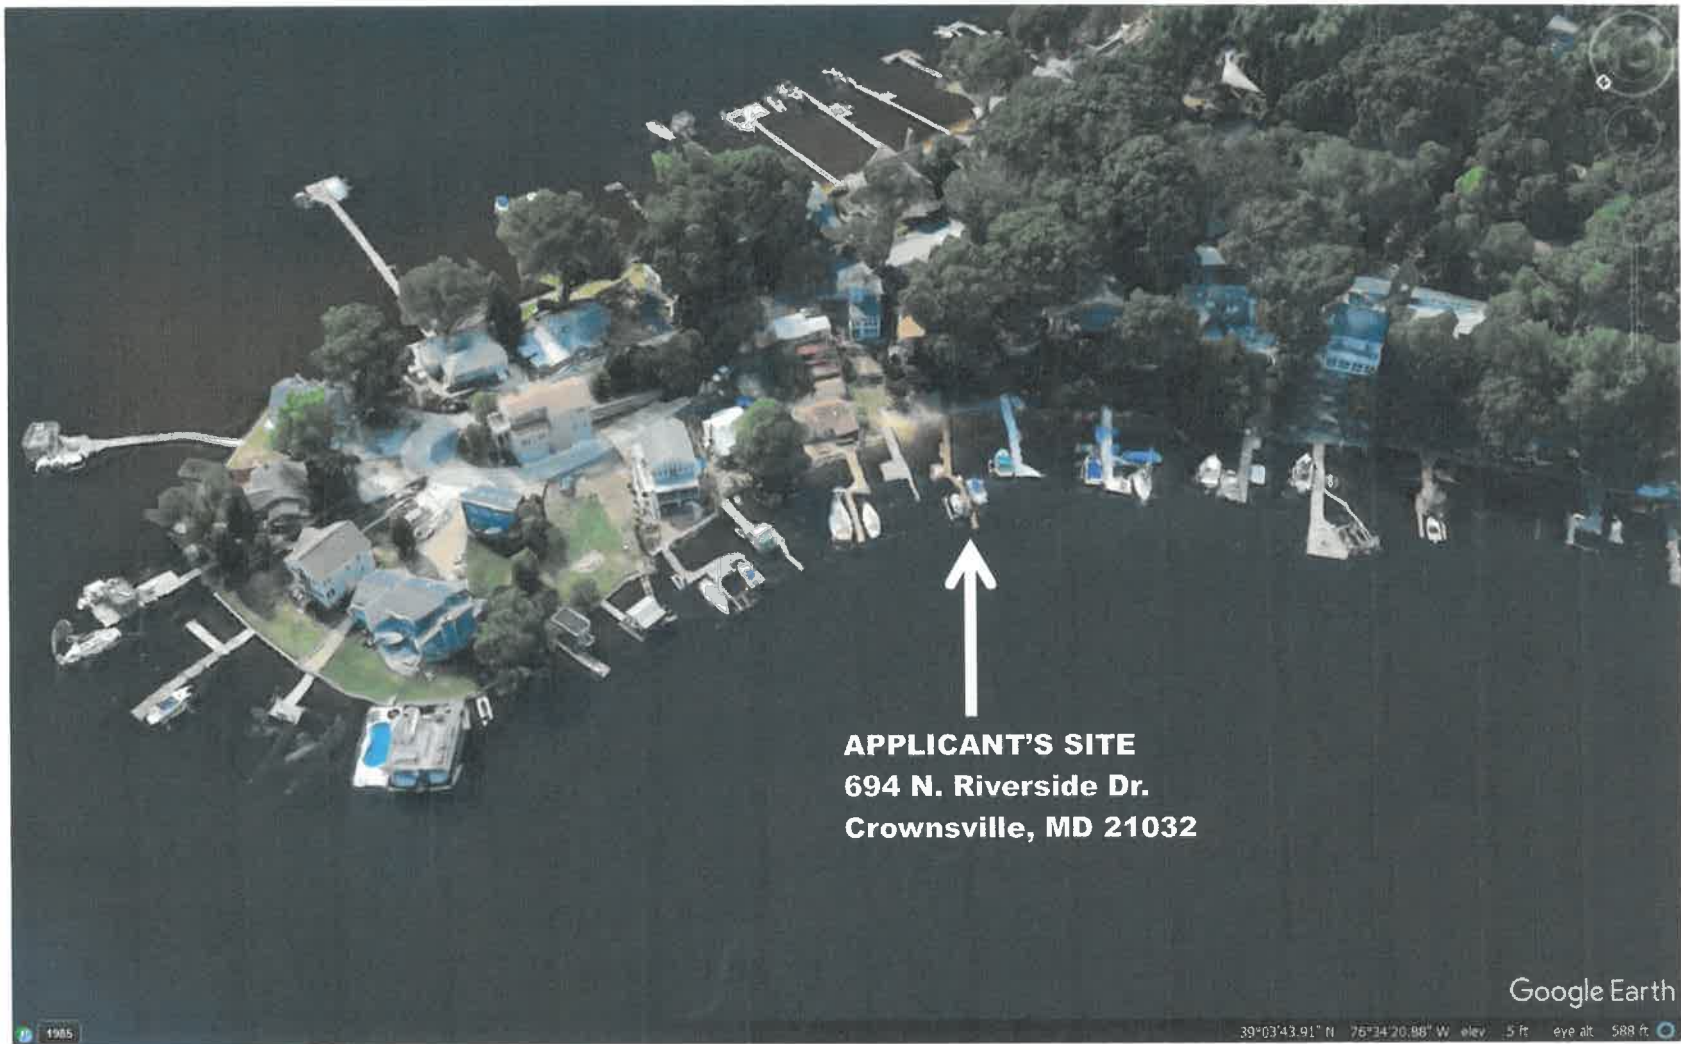 APPLICANT'S SITE
694 N. Riverside Dr.
Crownsville, MD 21032
Google Earth
1985
39°03'43.91" N 76°34'20.88" W elev 5 ft eye alt 588 ft